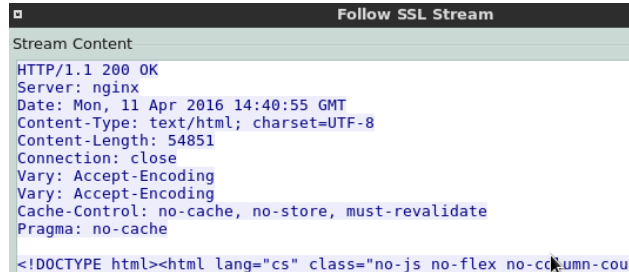 Follow SSL Stream
Stream Content
HTTP/1.1 200 OK
Server: nginx
Date: Mon, 11 Apr 2016 14:40:55 GMT
Content-Type: text/html; charset=UTF-8
Content-Length: 54851
Connection: close
Vary: Accept-Encoding
Vary: Accept-Encoding
Cache-Control: no-cache, no-store, must-revalidate
Pragma: no-cache
<!DOCTYPE html><html lang="cs" class="no-js no-flex